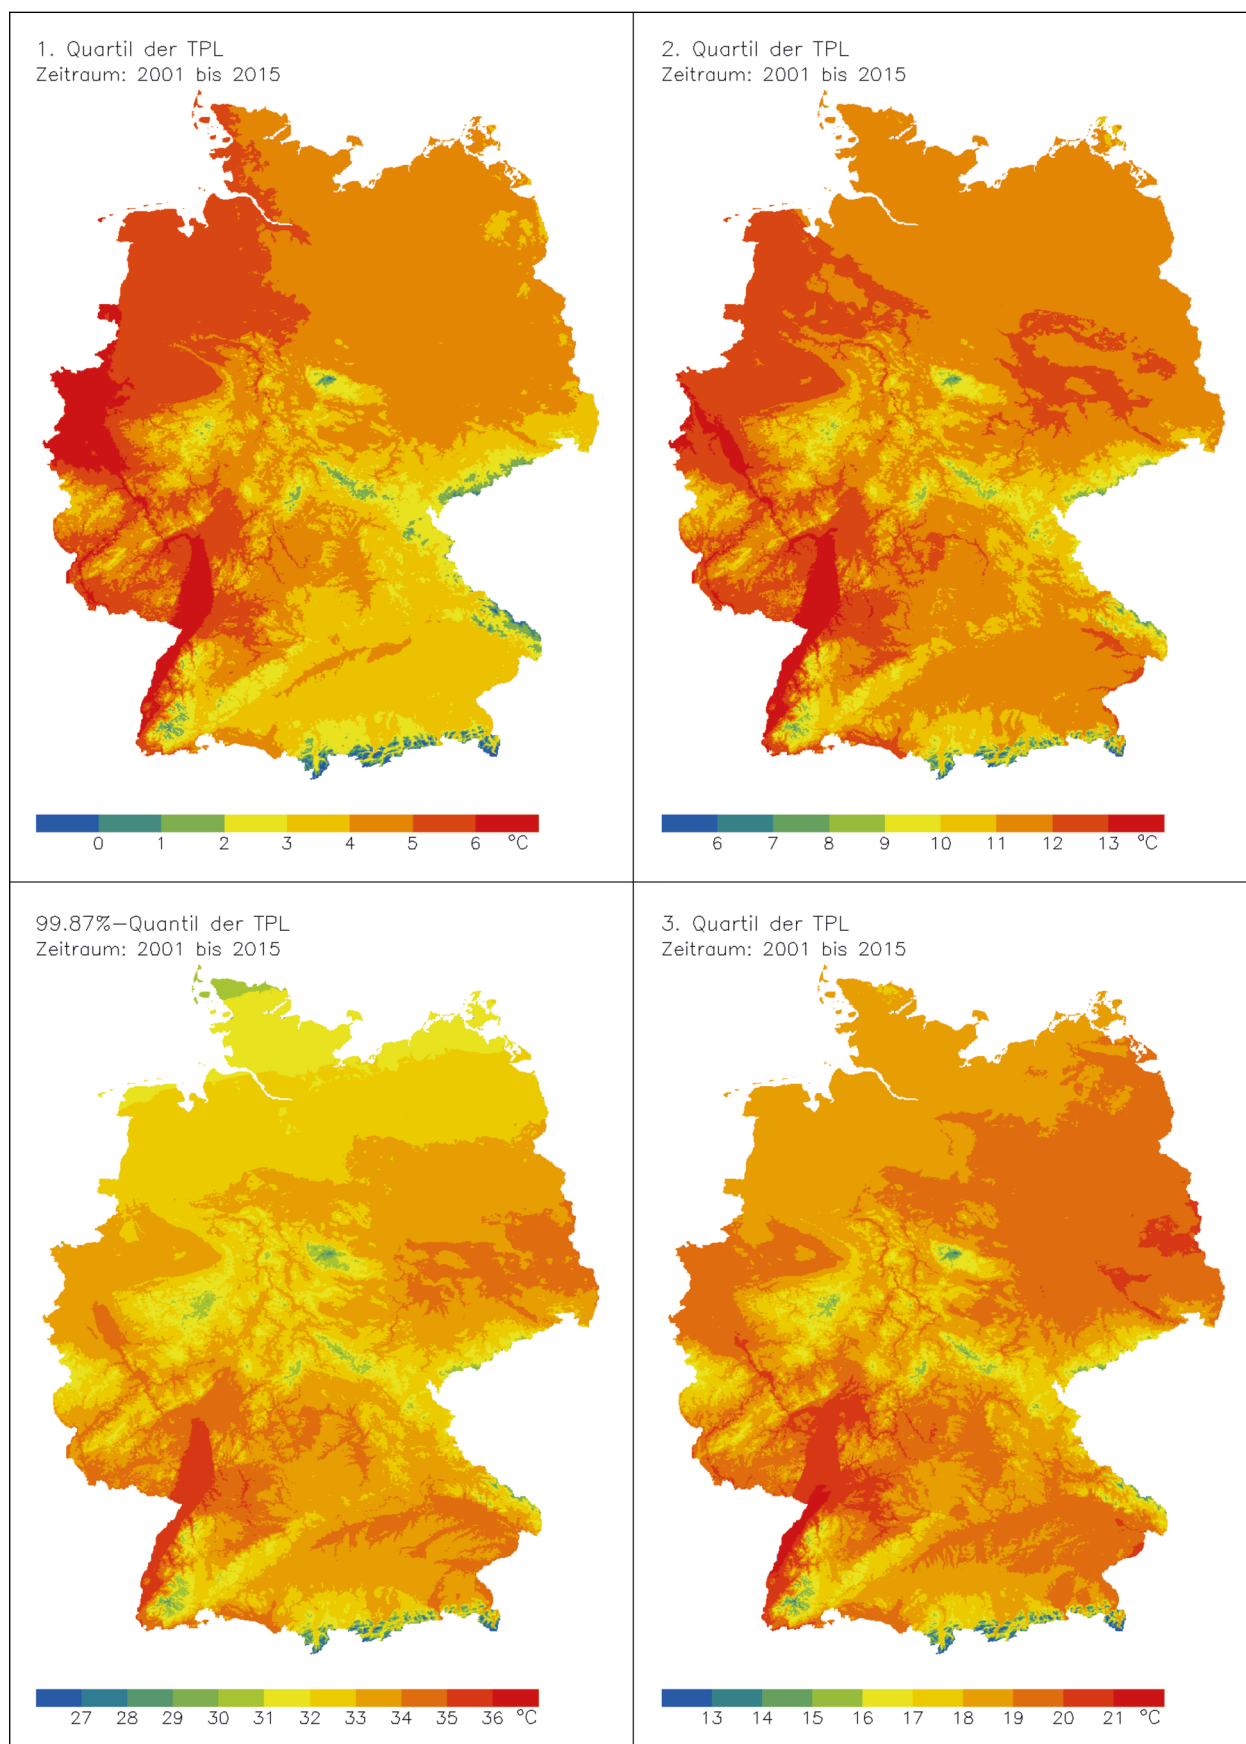 1. Quartil der TPL
Zeitraum: 2001 bis 2015
0 1 2 3 4 5 6 °C
2. Quartil der TPL
Zeitraum: 2001 bis 2015
6 7 8 9 10 11 12 13 °C
99.87%-Quantil der TPL
Zeitraum: 2001 bis 2015
27 28 29 30 31 32 33 34 35 36 °C
3. Quartil der TPL
Zeitraum: 2001 bis 2015
13 14 15 16 17 18 19 20 21 °C